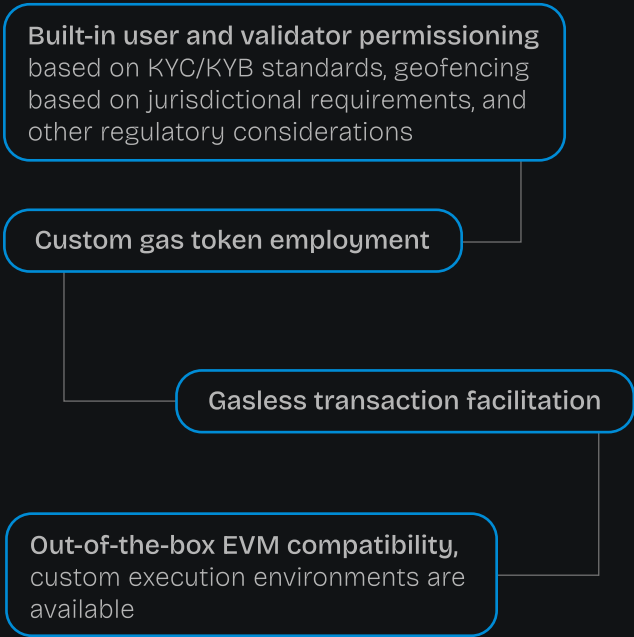 Built-in user and validator permissioning
based on KYC/KYB standards, geofencing
based on jurisdictional requirements, and
other regulatory considerations
Custom gas token employment
Gasless transaction facilitation
Out-of-the-box EVM compatibility,
custom execution environments are
available